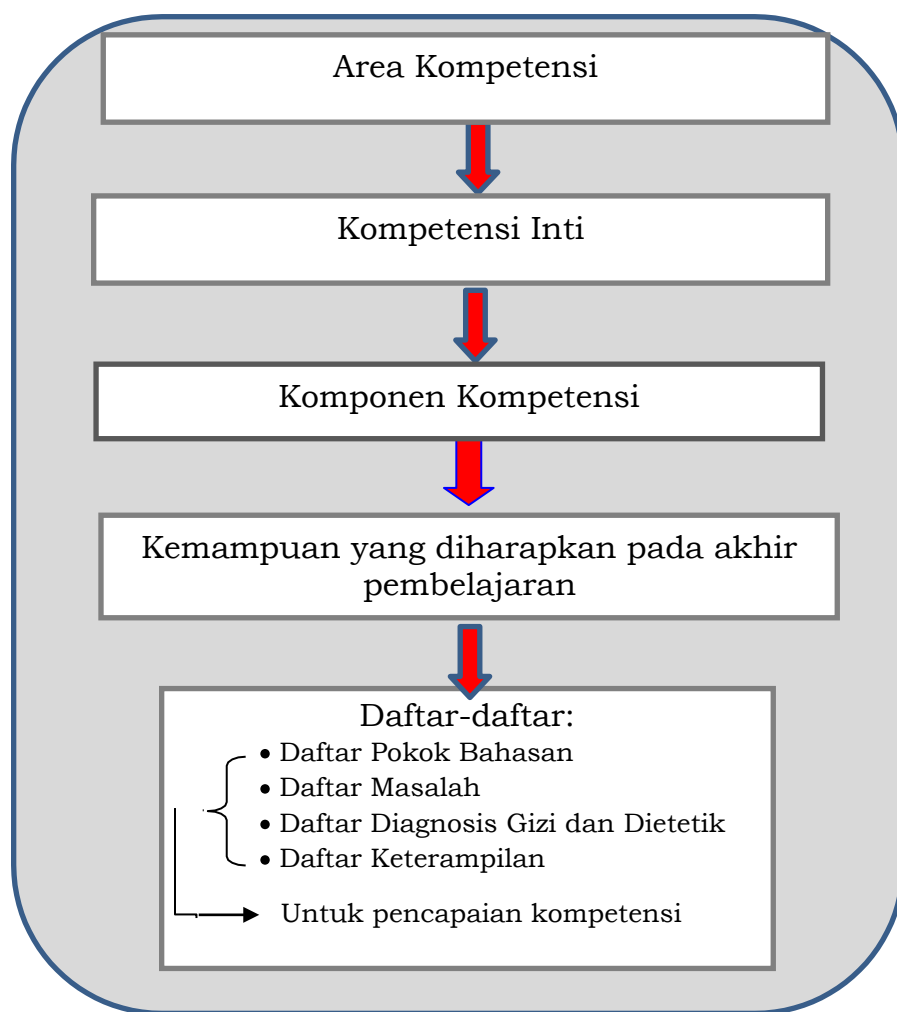 Area Kompetensi
Kompetensi Inti
Komponen Kompetensi
Kemampuan yang diharapkan pada akhir
pembelajaran
Daftar-daftar:
• Daftar Pokok Bahasan
• Daftar Masalah
• Daftar Diagnosis Gizi dan Dietetik
• Daftar Keterampilan
Untuk pencapaian kompetensi